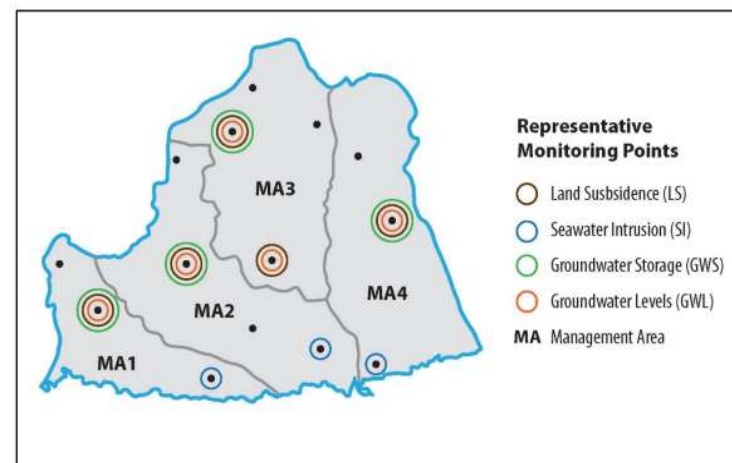 MA3
MA4
MA2
MA1
Representative
Monitoring Points
Land Susbsidence (LS)
Seawater Intrusion (SI)
Groundwater Storage (GWS)
Groundwater Levels (GWL)
MA Management Area